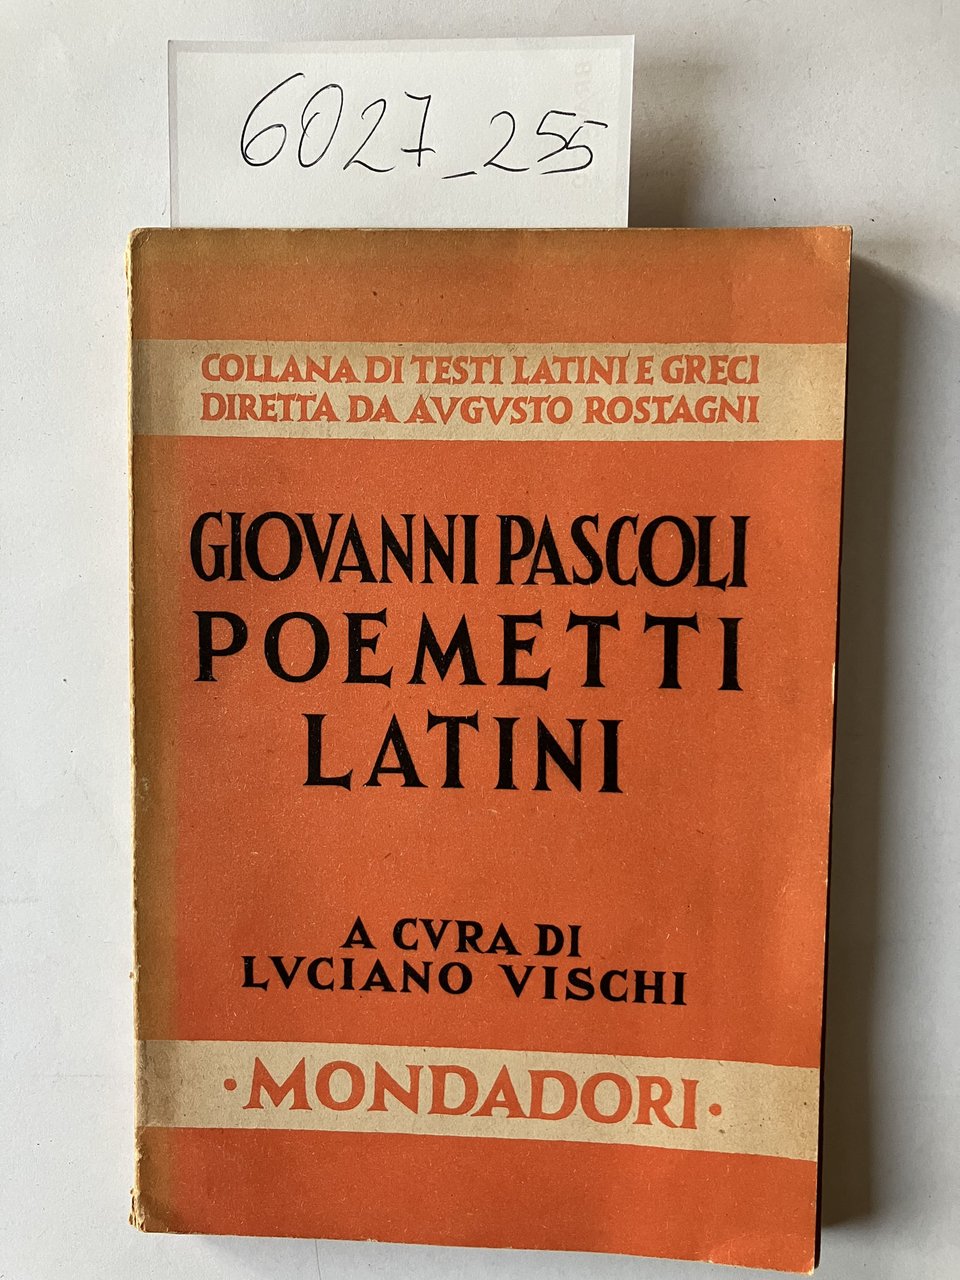 6027_255
COLLANA DI TESTI LATINI E GRECI
DIRETTA DA AVGVSTO ROSTAGNI
GIOVANNI PASCOLI
POEMETTI
LATINI
A CVRA DI
LVCIANO VISCHI
·MONDADORI·